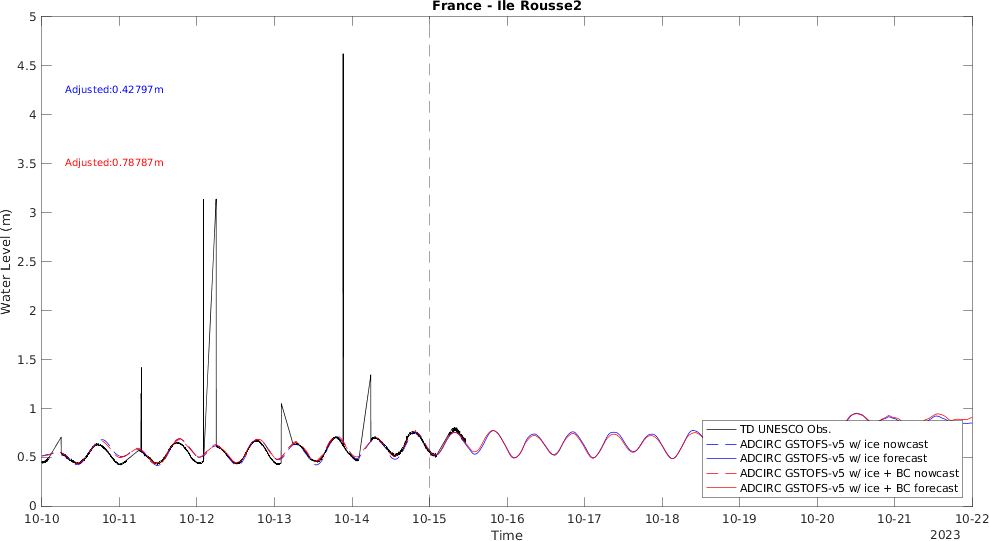 France - Ile Rousse2
Adjusted:0.42797m
Adjusted:0.78787m
Water Level (m)
5
4.5
4
3.5
3
2.5
2
1.5
1
0.5
0
TD UNESCO Obs.
ADCIRC GSTOFS-v5 w/ ice nowcast
ADCIRC GSTOFS-v5 w/ ice forecast
ADCIRC GSTOFS-v5 w/ ice + BC nowcast
ADCIRC GSTOFS-v5 w/ ice + BC forecast
10-10 10-11 10-12 10-13 10-14 10-15 10-16 10-17 10-18 10-19 10-20 10-21 10-22
Time
2023